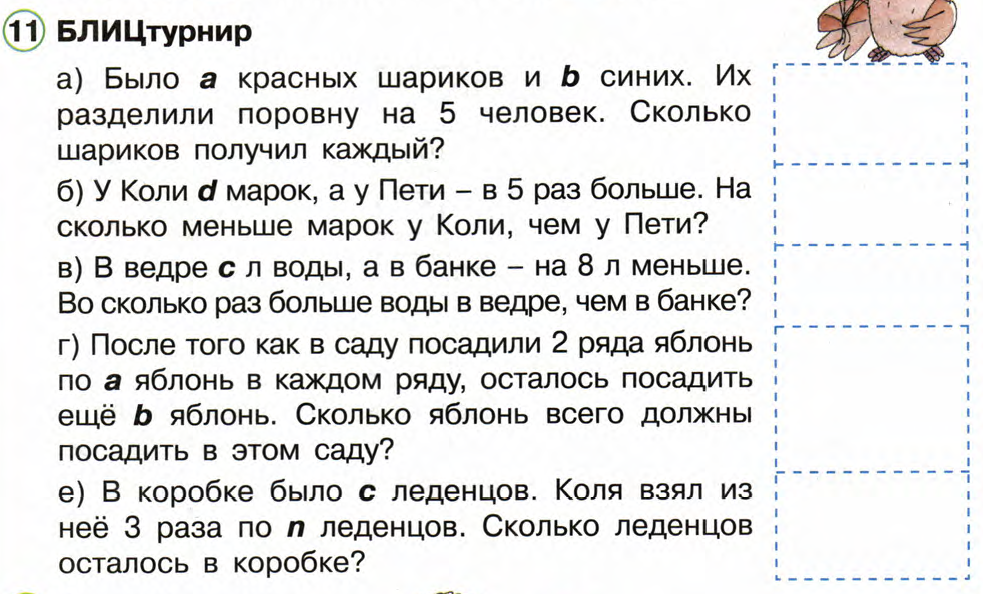 11 БЛИЦтурнир
а) Было a красных шариков и b синих. Их
разделили поровну на 5 человек. Сколько
шариков получил каждый?
б) У Коли d марок, а у Пети – в 5 раз больше. На
сколько меньше марок у Коли, чем у Пети?
в) В ведре c л воды, а в банке – на 8 л меньше.
Во сколько раз больше воды в ведре, чем в банке?
г) После того как в саду посадили 2 ряда яблонь
по a яблонь в каждом ряду, осталось посадить
ещё b яблонь. Сколько яблонь всего должны
посадить в этом саду?
е) В коробке было c леденцов. Коля взял из
неё 3 раза по n леденцов. Сколько леденцов
осталось в коробке?